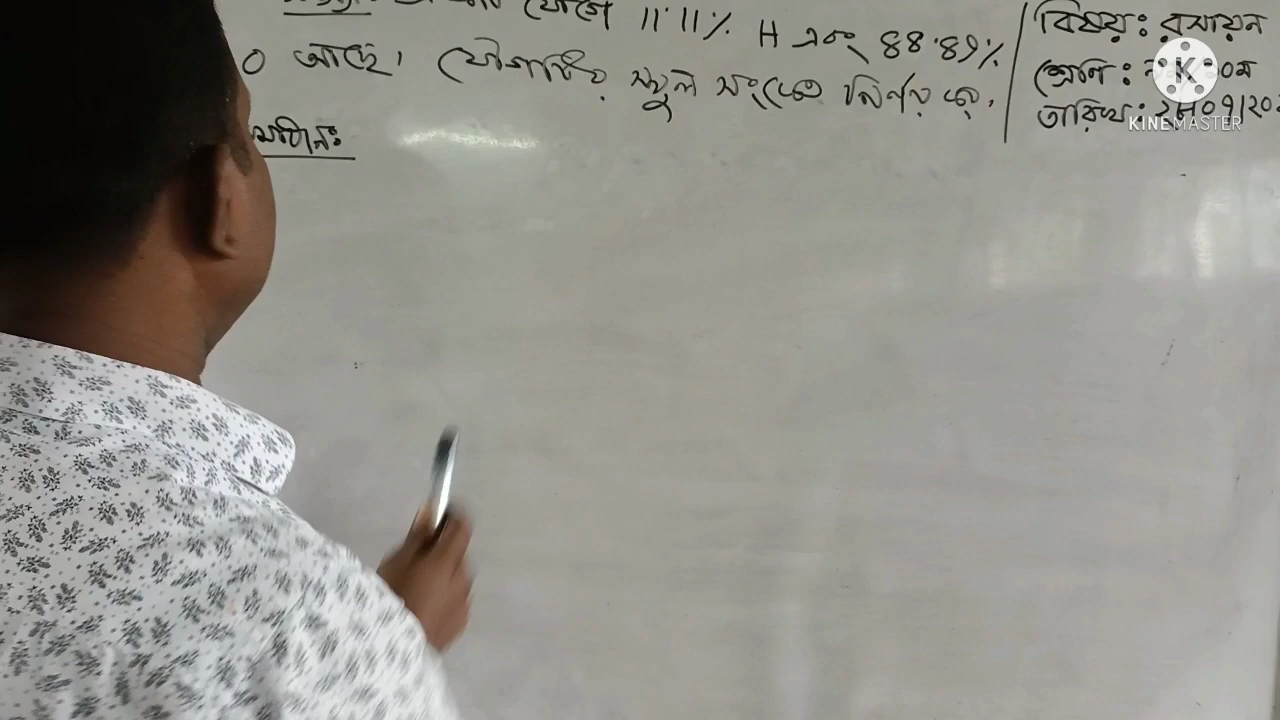 যৌগে 11.11% H এবং 88.89%
O আছে। যৌগটির স্থূল সংকেত নির্ণয় কর।
সমাধানঃ
বিষয়ঃ রসায়ন
শ্রেণিঃ
তারিখঃ
KINEMASTER